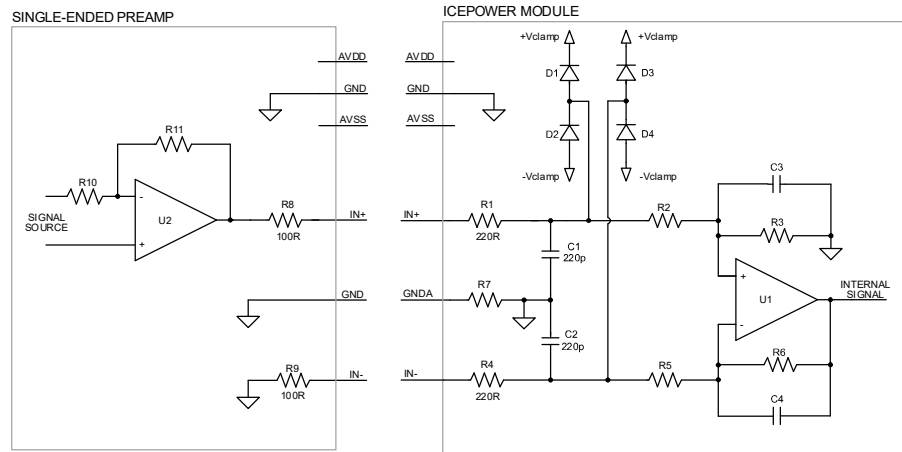 SINGLE-ENDED PREAMP
ICEPOWER MODULE
AVDD
GND
AVSS
AVDD
GND
AVSS
+Vclamp
+Vclamp
D1
D3
D2
D4
-Vclamp
-Vclamp
R11
R10
-
+
U2
SIGNAL
SOURCE
R8
100R
IN+
IN+
R1
220R
R2
C3
R3
C1
220p
GND
GNDA
R7
C2
220p
+
-
U1
INTERNAL
SIGNAL
R9
100R
IN-
IN-
R4
220R
R5
R6
C4